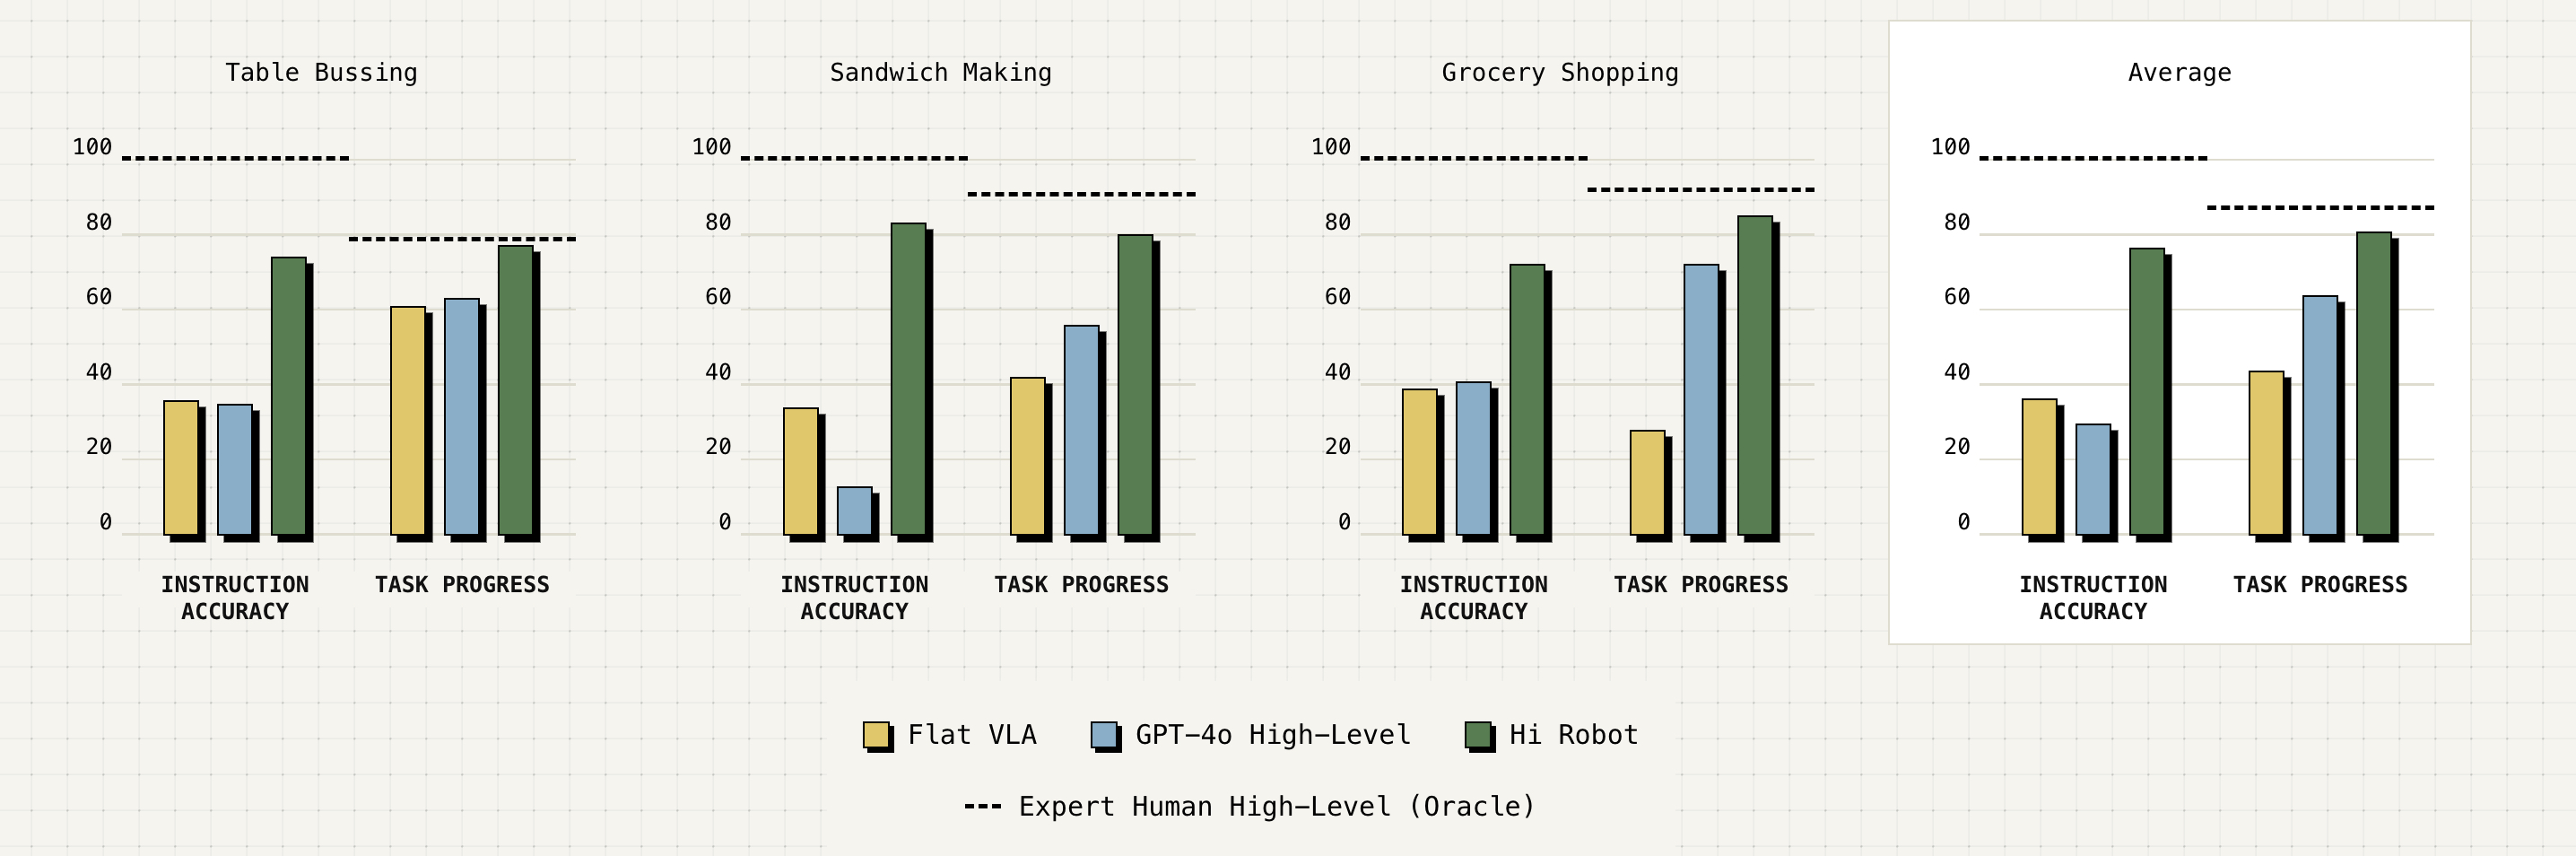 Table Bussing
100
80
60
40
20
0
INSTRUCTION
ACCURACY
TASK PROGRESS
Sandwich Making
100
80
60
40
20
0
INSTRUCTION
ACCURACY
TASK PROGRESS
Grocery Shopping
100
80
60
40
20
0
INSTRUCTION
ACCURACY
TASK PROGRESS
Average
100
80
60
40
20
0
INSTRUCTION
ACCURACY
TASK PROGRESS
Flat VLA
GPT−4o High−Level
Hi Robot
Expert Human High−Level (Oracle)